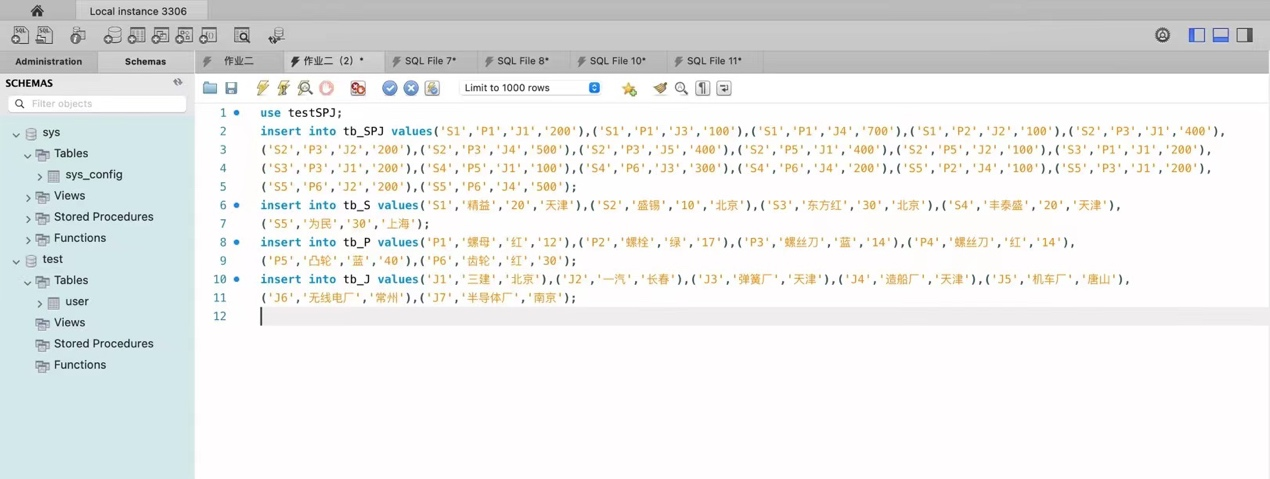 Local instance 3306
Administration
Schemas
作业二
作业二（2）*
SQL File 7*
SQL File 8*
SQL File 10*
SQL File 11*
SCHEMAS
Filter objects
Limit to 1000 rows
sys
Tables
sys_config
Views
Stored Procedures
Functions
test
Tables
user
Views
Stored Procedures
Functions
1 use testSPJ;
2 insert into tb_SPJ values('S1','P1','J1','200'),('S1','P1','J3','100'),('S1','P1','J4','700'),('S1','P2','J2','100'),('S2','P3','J1','400'),
3 ('S2','P3','J2','200'),('S2','P3','J4','500'),('S2','P3','J5','400'),('S2','P5','J1','400'),('S2','P5','J2','100'),('S3','P1','J1','200'),
4 ('S3','P3','J1','200'),('S4','P5','J1','100'),('S4','P6','J3','300'),('S4','P6','J4','200'),('S5','P2','J4','100'),('S5','P3','J1','200'),
5 ('S5','P6','J2','200'),('S5','P6','J4','500');
6 insert into tb_S values('S1','精益','20','天津'),('S2','盛锡','10','北京'),('S3','东方红','30','北京'),('S4','丰泰盛','20','天津'),
7 ('S5','为民','30','上海');
8 insert into tb_P values('P1','螺母','红','12'),('P2','螺栓','绿','17'),('P3','螺丝刀','蓝','14'),('P4','螺丝刀','红','14'),
9 ('P5','凸轮','蓝','40'),('P6','齿轮','红','30');
10 insert into tb_J values('J1','三建','北京'),('J2','一汽','长春'),('J3','弹簧厂','天津'),('J4','造船厂','天津'),('J5','机车厂','唐山'),
11 ('J6','无线电厂','常州'),('J7','半导体厂','南京');
12